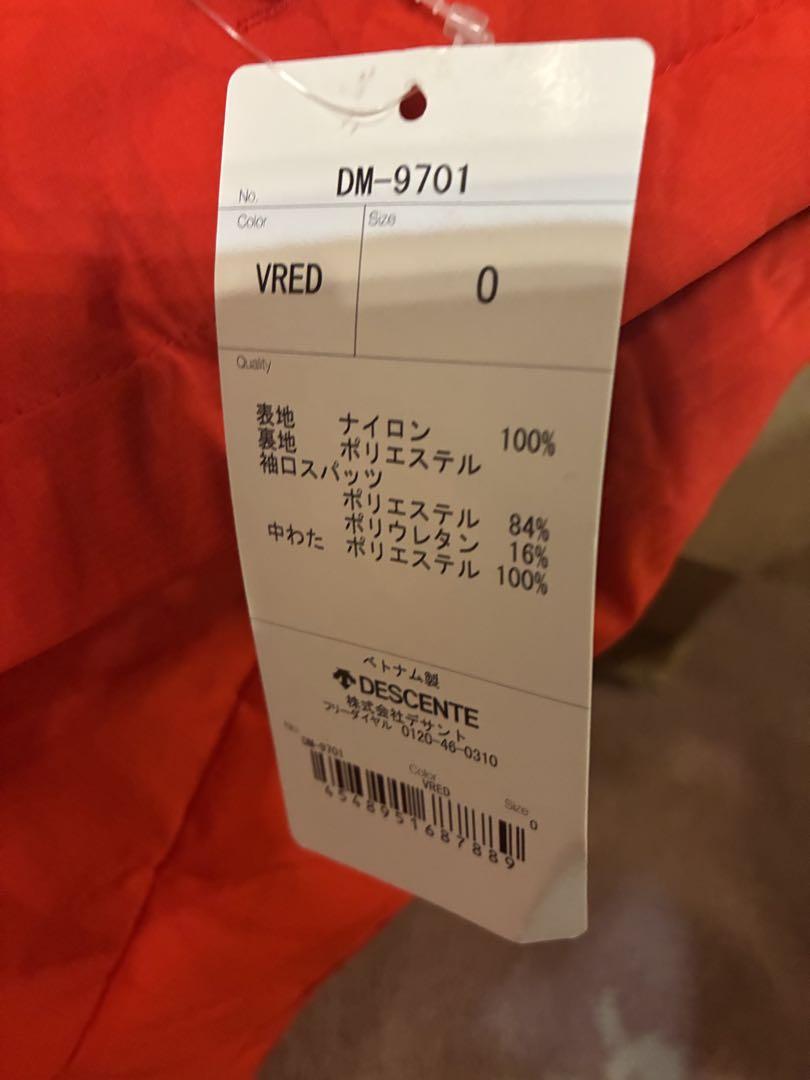 No. DM-9701
Color Size
VRED 0
Quality
表地 ナイロン 100%
裏地 ポリエステル
袖口スパッツ
ポリエステル 84%
ポリウレタン 16%
中わた ポリエステル 100%
ベトナム製
DESCENTE
株式会社デサント
フリーダイヤル 0120-46-0310
No. DM-9701 Color VRED Size 0
4548951687889